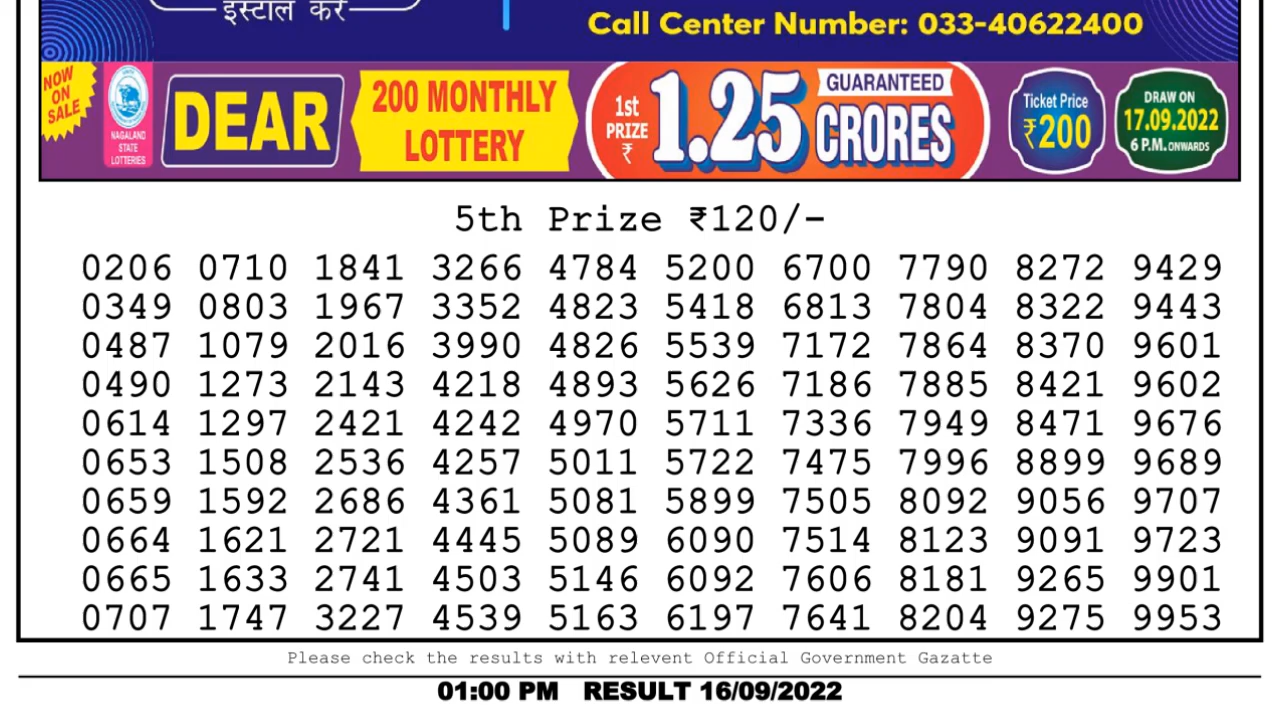 इंस्टॉल करें
Call Center Number: 033-40622400
NOW
ON
SALE
NAGALAND
STATE
LOTTERIES
DEAR
200 MONTHLY
LOTTERY
1st
PRIZE
₹
1.25
GUARANTEED
CRORES
Ticket Price
₹200
DRAW ON
17.09.2022
6 P.M. ONWARDS
5th Prize ₹120/-
0206 0710 1841 3266 4784 5200 6700 7790 8272 9429
0349 0803 1967 3352 4823 5418 6813 7804 8322 9443
0487 1079 2016 3990 4826 5539 7172 7864 8370 9601
0490 1273 2143 4218 4893 5626 7186 7885 8421 9602
0614 1297 2421 4242 4970 5711 7336 7949 8471 9676
0653 1508 2536 4257 5011 5722 7475 7996 8899 9689
0659 1592 2686 4361 5081 5899 7505 8092 9056 9707
0664 1621 2721 4445 5089 6090 7514 8123 9091 9723
0665 1633 2741 4503 5146 6092 7606 8181 9265 9901
0707 1747 3227 4539 5163 6197 7641 8204 9275 9953
Please check the results with relevent Official Government Gazatte
01:00 PM RESULT 16/09/2022